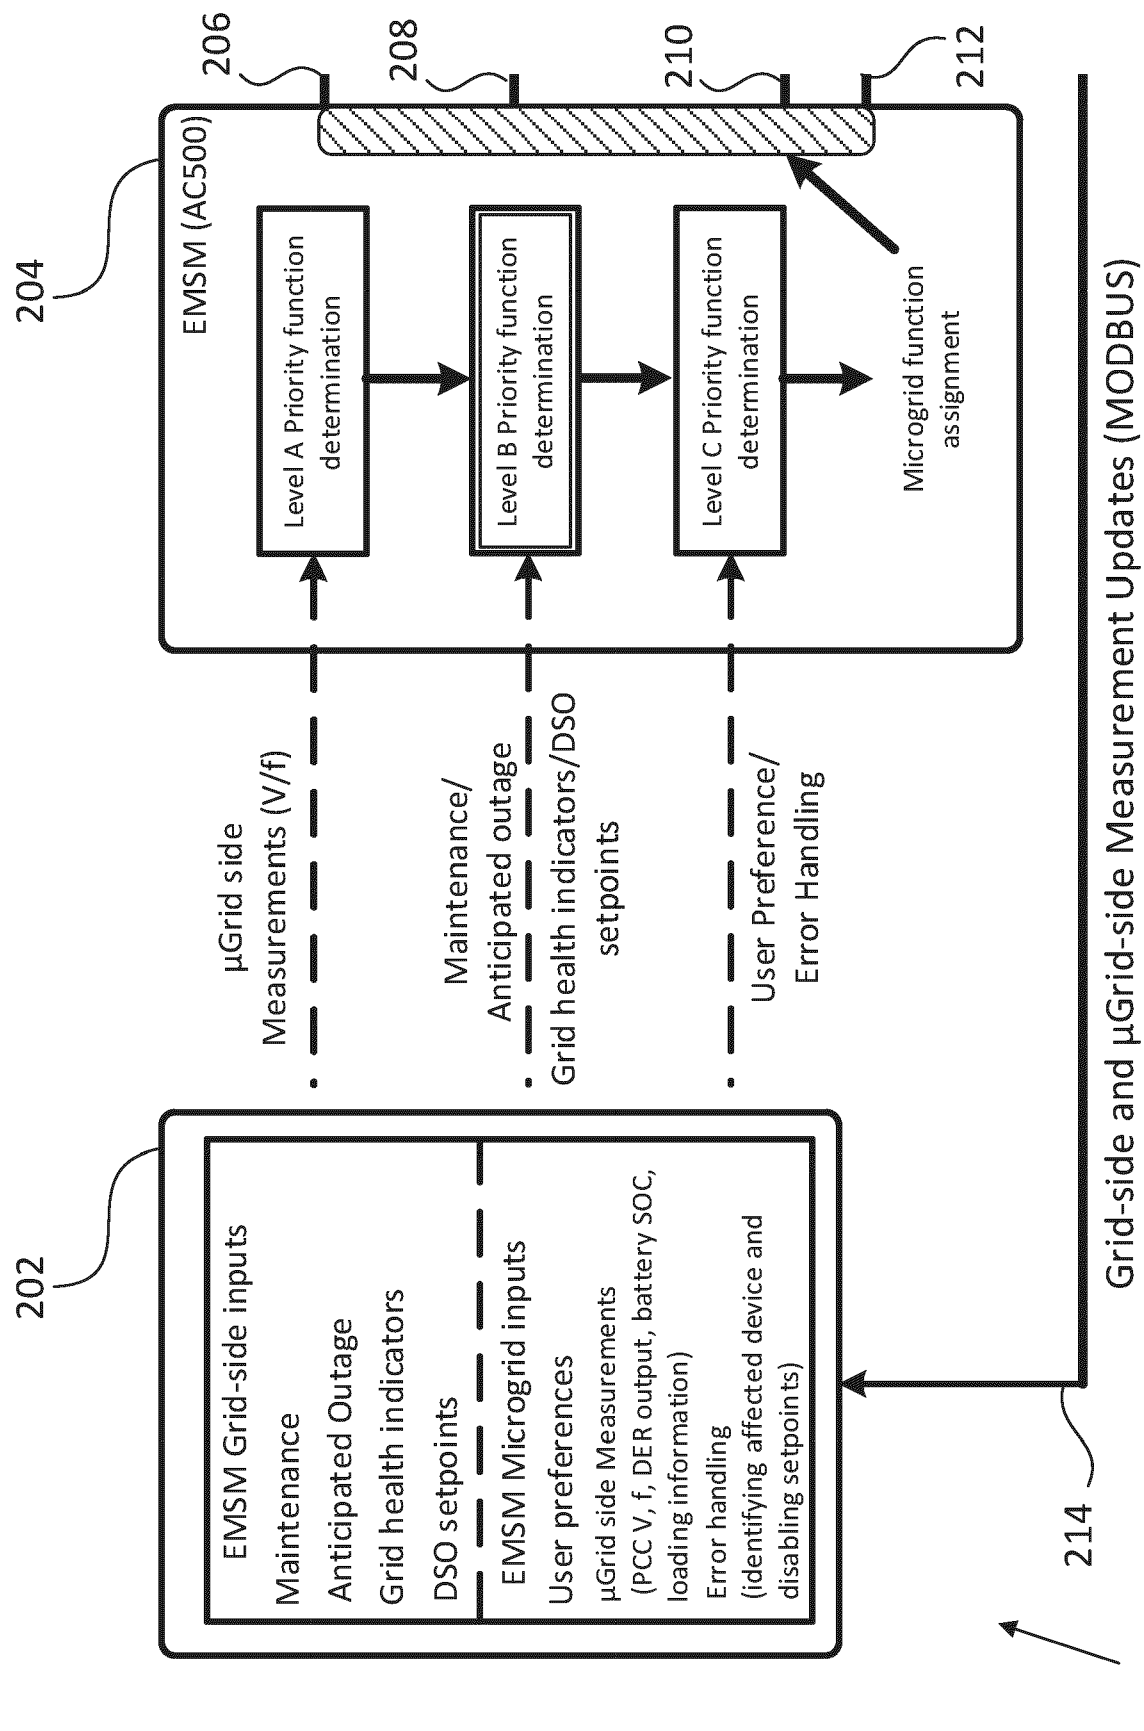 202
EMSM Grid-side inputs
Maintenance
Anticipated Outage
Grid health indicators
DSO setpoints
EMSM Microgrid inputs
User preferences
µGrid side Measurements
(PCC V, f, DER output, battery SOC,
loading information)
Error handling
(identifying affected device and
disabling setpoints)
µGrid side
Measurements (V/f)
Maintenance/
Anticipated outage
Grid health indicators/DSO
setpoints
User Preference/
Error Handling
204
EMSM (AC500)
Level A Priority function
determination
Level B Priority function
determination
Level C Priority function
determination
Microgrid function
assignment
206
208
210
212
214
Grid-side and µGrid-side Measurement Updates (MODBUS)